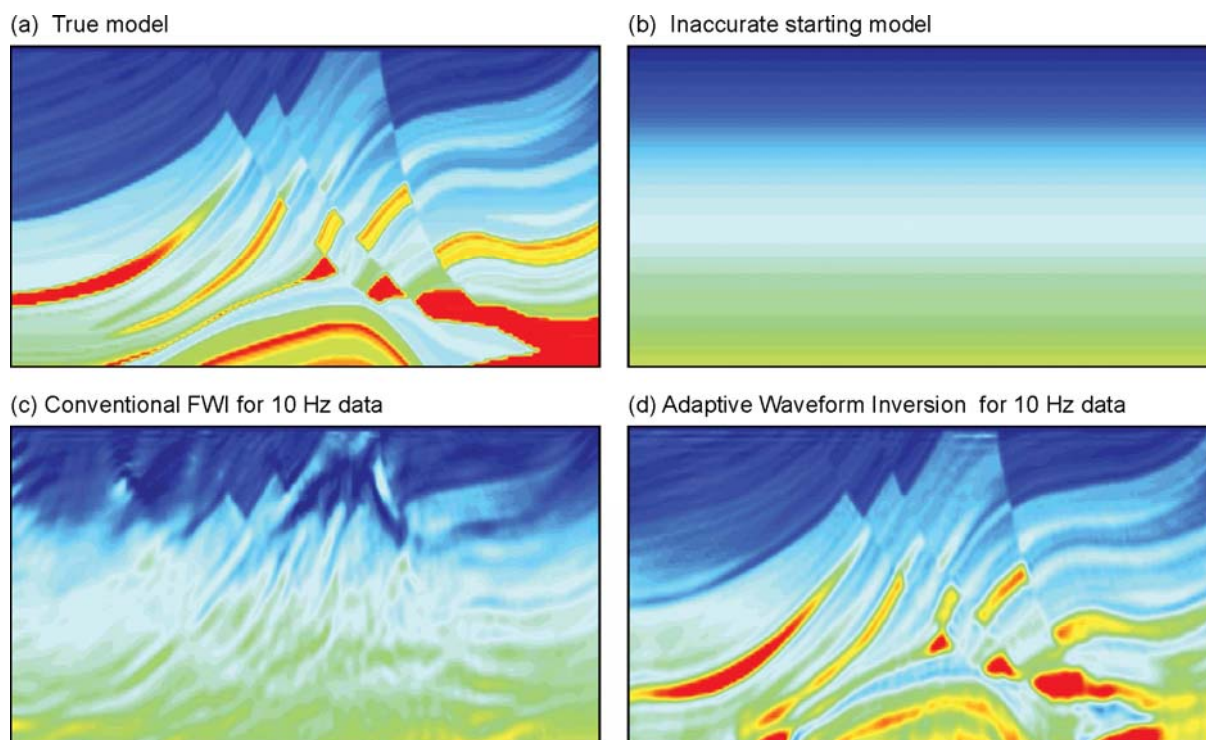 (a) True model
(b) Inaccurate starting model
(c) Conventional FWI for 10 Hz data
(d) Adaptive Waveform Inversion for 10 Hz data